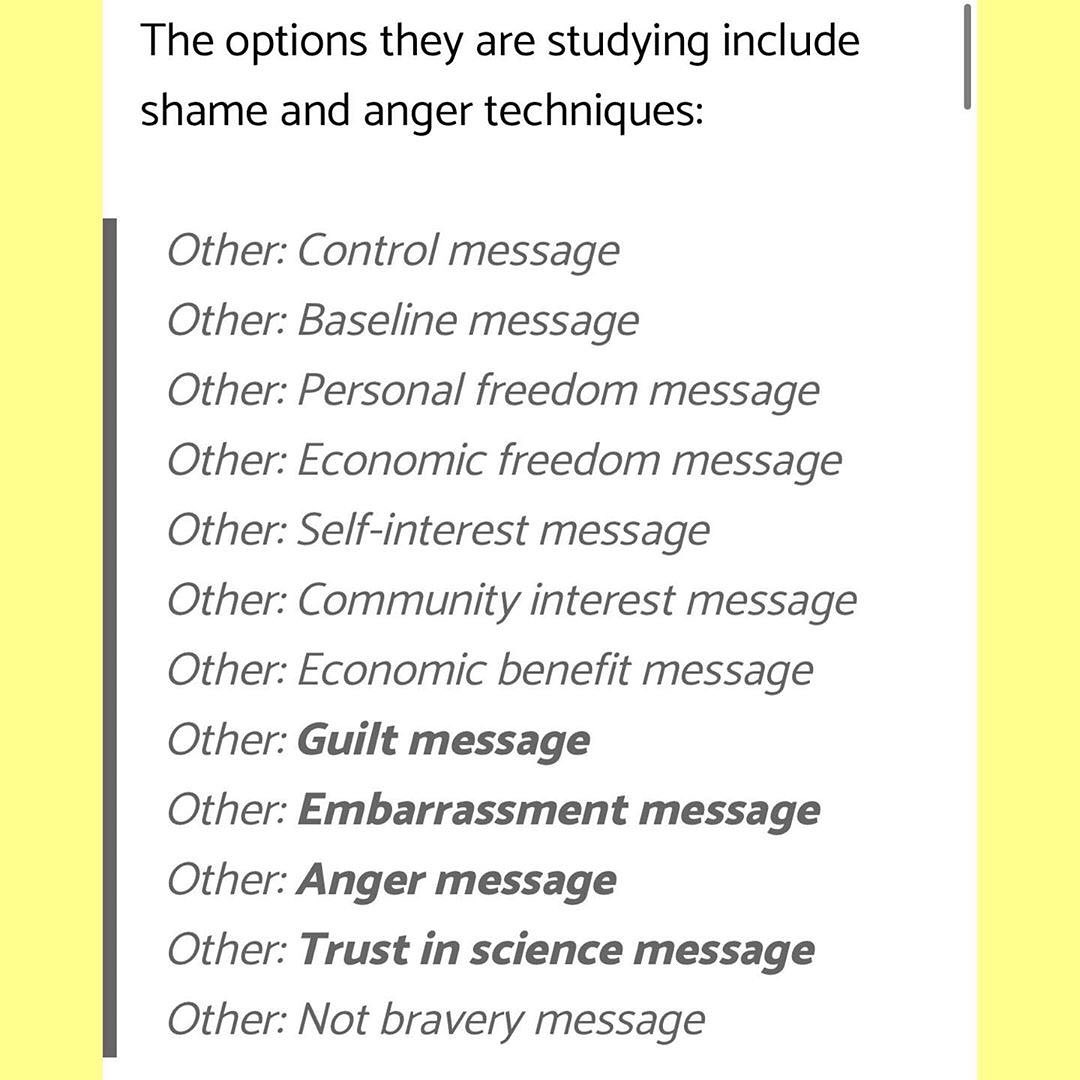 The options they are studying include
shame and anger techniques:
Other: Control message
Other: Baseline message
Other: Personal freedom message
Other: Economic freedom message
Other: Self-interest message
Other: Community interest message
Other: Economic benefit message
Other: Guilt message
Other: Embarrassment message
Other: Anger message
Other: Trust in science message
Other: Not bravery message